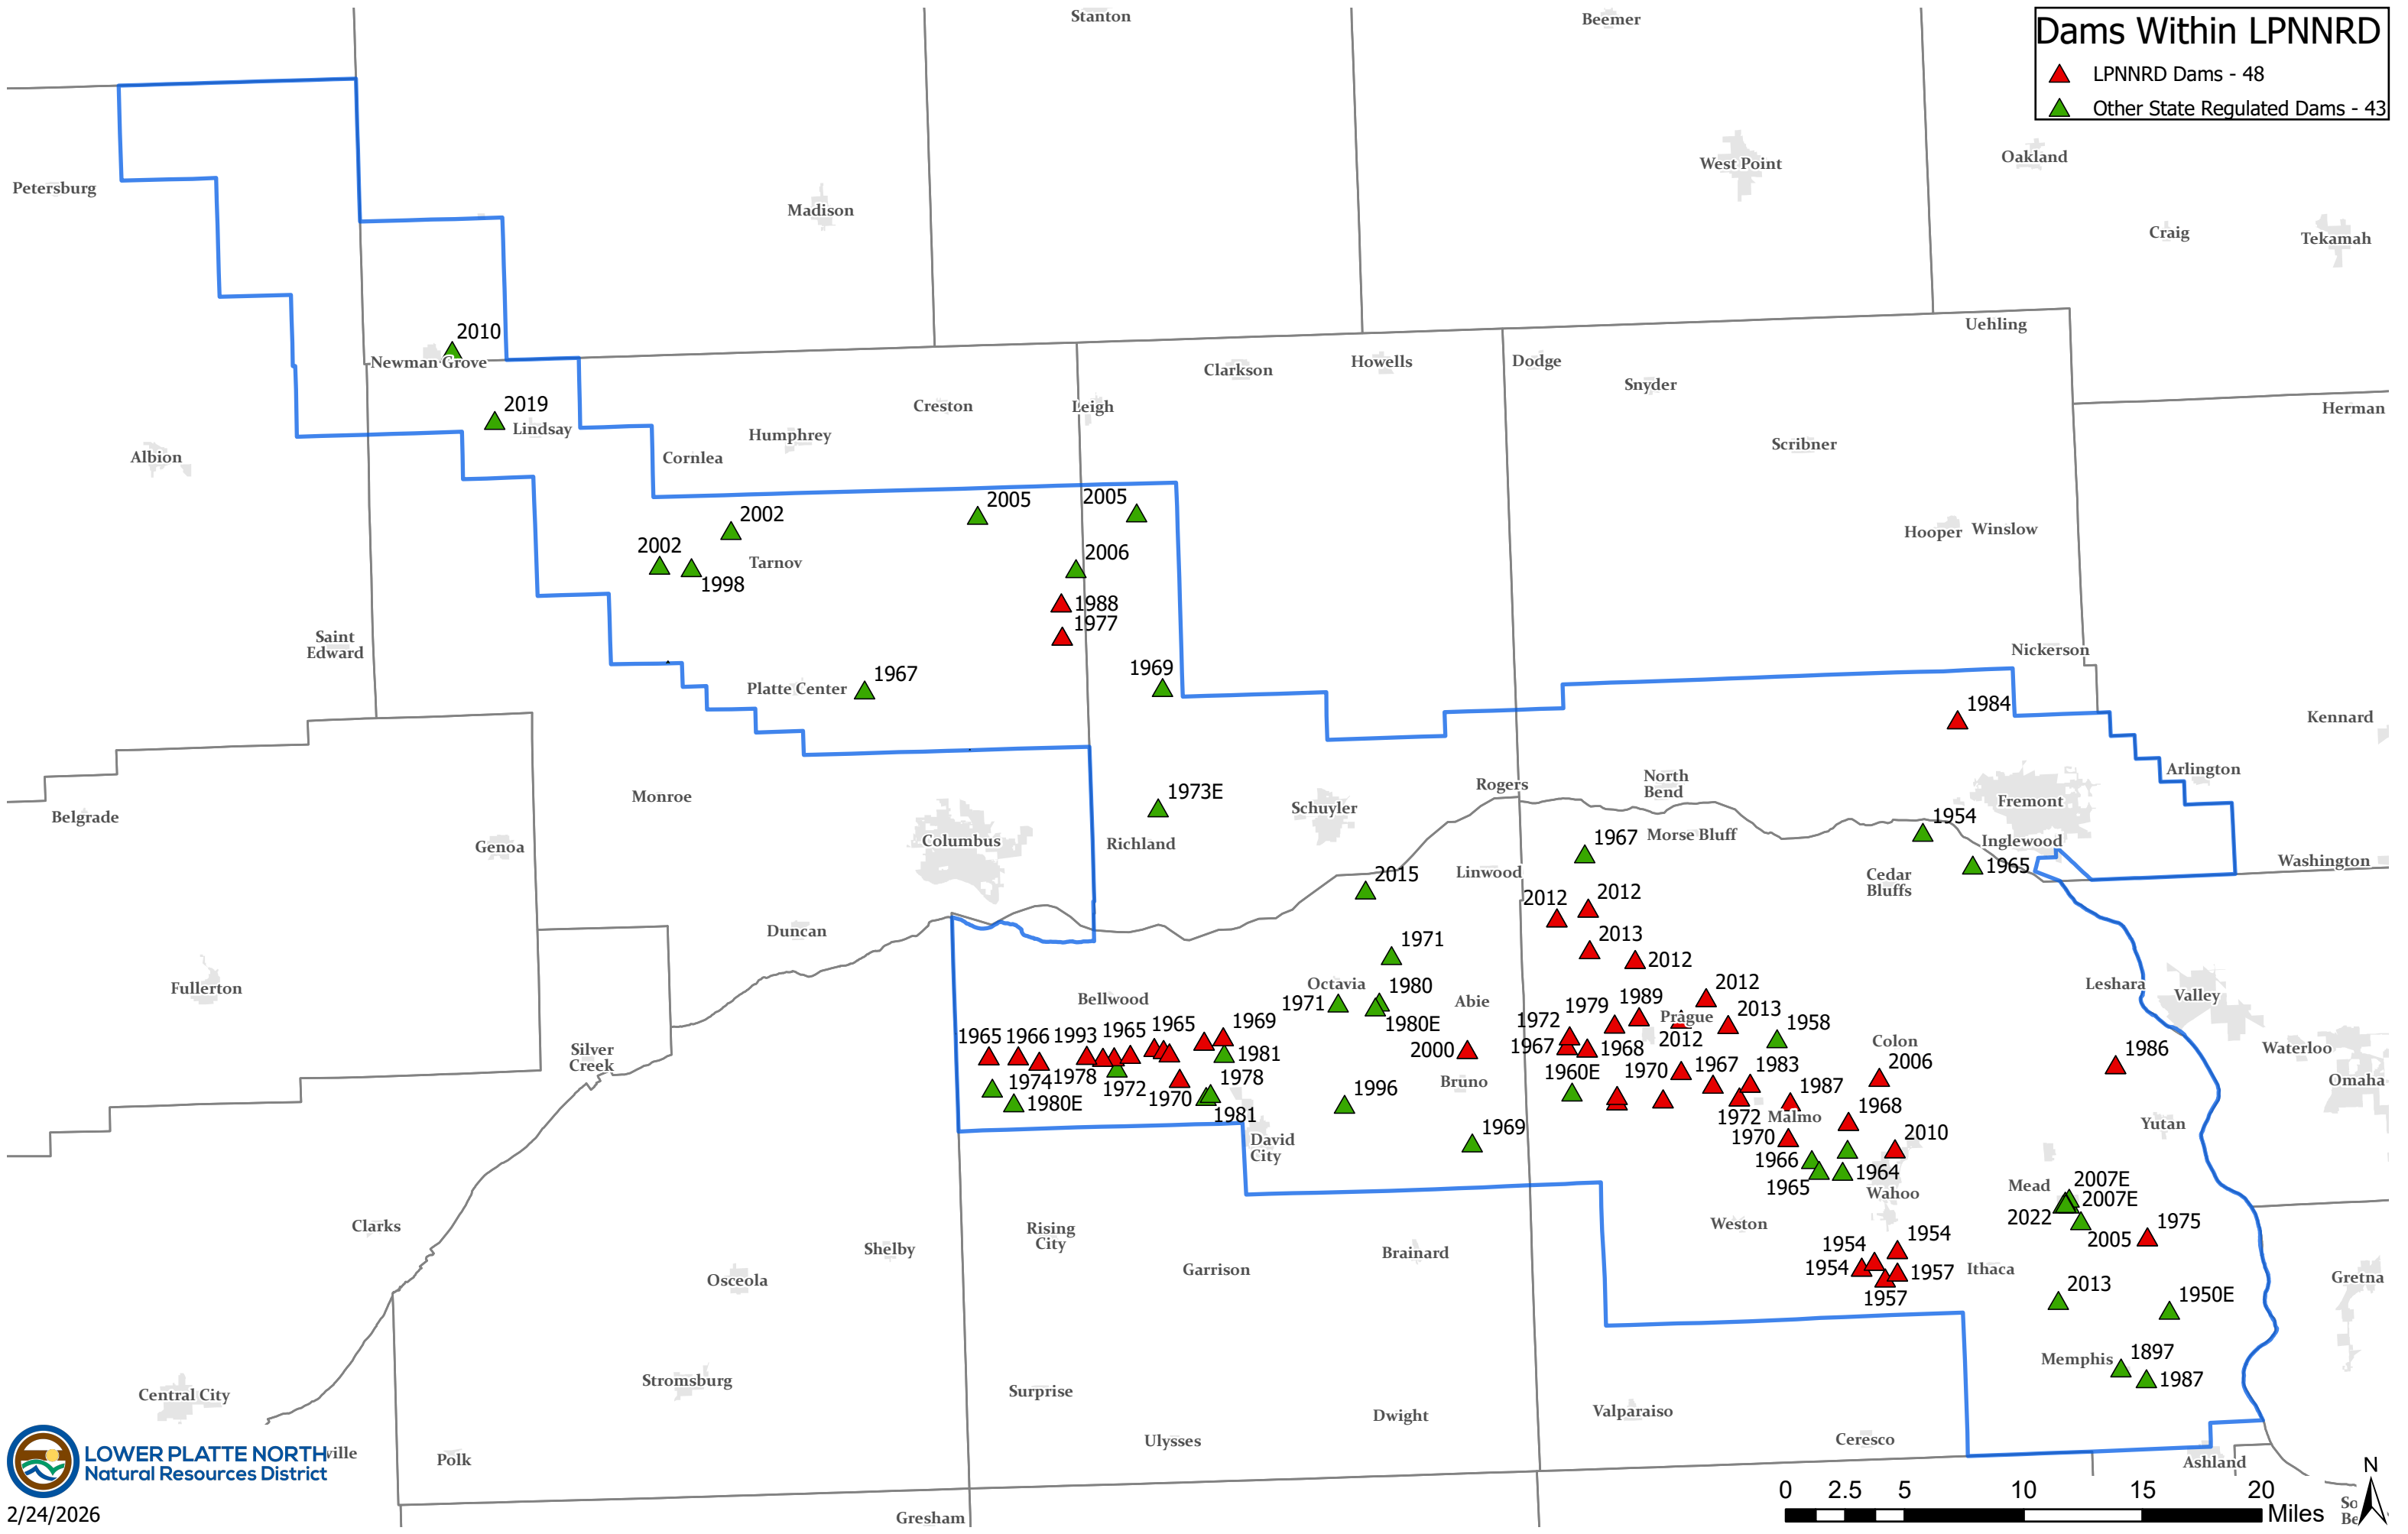 Stanton
Beemer
Dams Within LPNNRD
LPNNRD Dams - 48
Other State Regulated Dams - 43
West Point
Oakland
Petersburg
Madison
Craig
Tekamah
2010
Newman Grove
Uehling
Clarkson
Howells
Dodge
Snyder
2019
Lindsay
Creston
Leigh
Herman
Humphrey
Albion
Cornlea
Scribner
2005
2005
2002
Hooper
Winslow
2002
Tarnov
1998
2006
1988
1977
Saint
Edward
Nickerson
Platte Center
1967
1969
1984
Kennard
Arlington
Monroe
1973E
Schuyler
Rogers
North
Bend
Fremont
Belgrade
Genoa
Columbus
Richland
1967
Morse Bluff
1954
Inglewood
1965
Washington
2015
Linwood
Cedar
Bluffs
2012
2012
Duncan
1971
2013
2012
Fullerton
Octavia
1980
1971
1980E
Abie
2012
Leshara
Valley
Bellwood
1979
1989
Prague
2013
1958
1965
1966
1993
1965
1965
1969
1972
2012
Colon
Silver
Creek
1981
2000
1967
1968
1986
Waterloo
1974
1978
1972
1978
1960E
1970
1967
1983
2006
Omaha
1980E
1970
1981
1996
Bruno
1972
1987
Malmo
1968
Yutan
David
City
1969
1970
2010
1966
1965
1964
Wahoo
Mead
2007E
2007E
2022
2005
1975
Clarks
Shelby
Rising
City
Brainard
Weston
1954
1954
1954
1957
1957
Ithaca
Osceola
Garrison
Gretna
2013
1950E
Memphis
1897
1987
Central City
Stromsburg
Surprise
Dwight
Valparaiso
Ulysses
Ceresco
Ashland
Polk
ville
LOWER PLATTE NORTH
Natural Resources District
2/24/2026
Gresham
0 2.5 5 10 15 20
Miles
N
So
Be